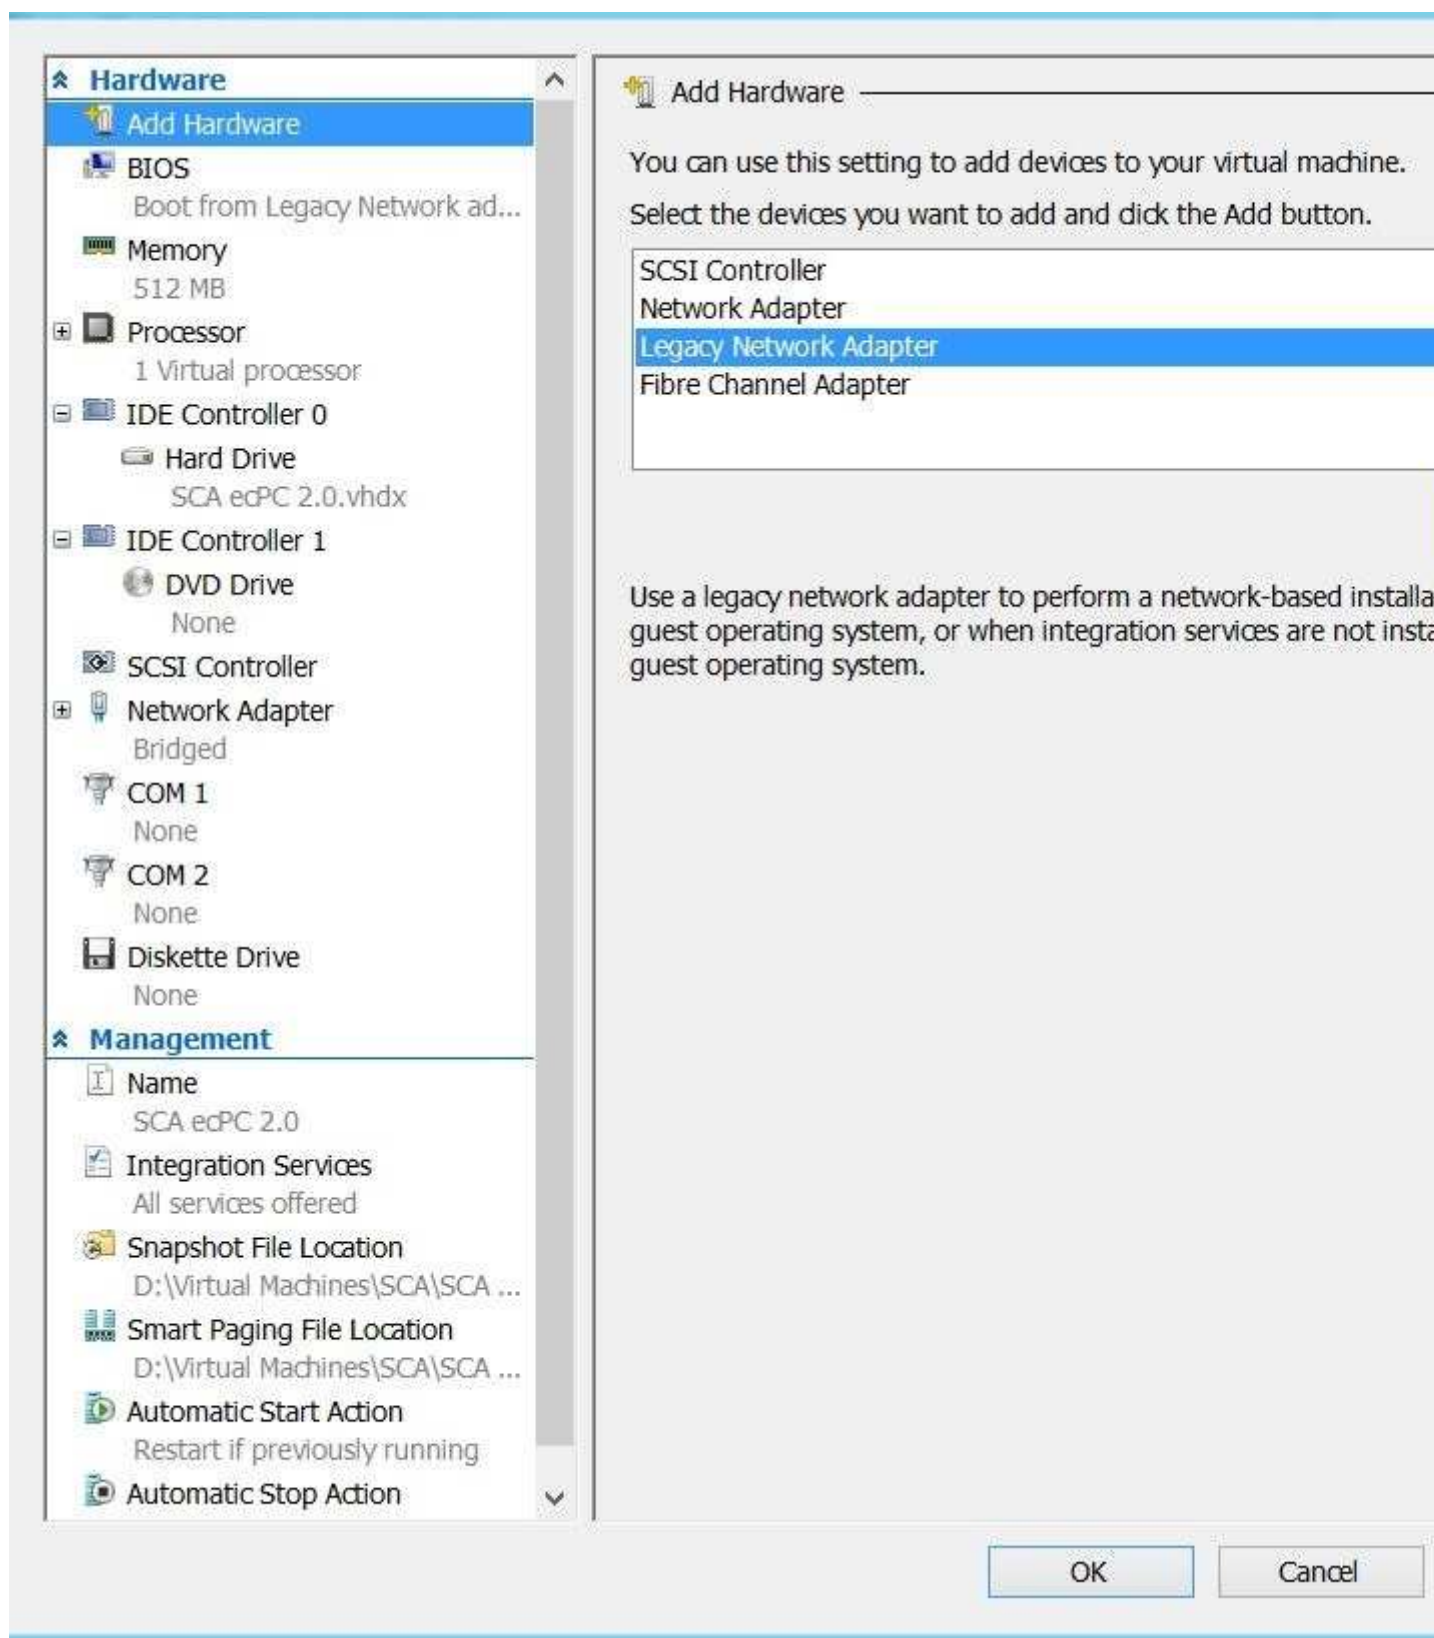 Hardware
Add Hardware
BIOS
Boot from Legacy Network ad...
Memory
512 MB
Processor
1 Virtual processor
IDE Controller 0
Hard Drive
SCA ecPC 2.0.vhdx
IDE Controller 1
DVD Drive
None
SCSI Controller
Network Adapter
Bridged
COM 1
None
COM 2
None
Diskette Drive
None
Management
Name
SCA ecPC 2.0
Integration Services
All services offered
Snapshot File Location
D:\Virtual Machines\SCA\SCA ...
Smart Paging File Location
D:\Virtual Machines\SCA\SCA ...
Automatic Start Action
Restart if previously running
Automatic Stop Action
Add Hardware
You can use this setting to add devices to your virtual machine.
Select the devices you want to add and click the Add button.
SCSI Controller
Network Adapter
Legacy Network Adapter
Fibre Channel Adapter
Use a legacy network adapter to perform a network-based installa
guest operating system, or when integration services are not insta
guest operating system.
OK
Cancel